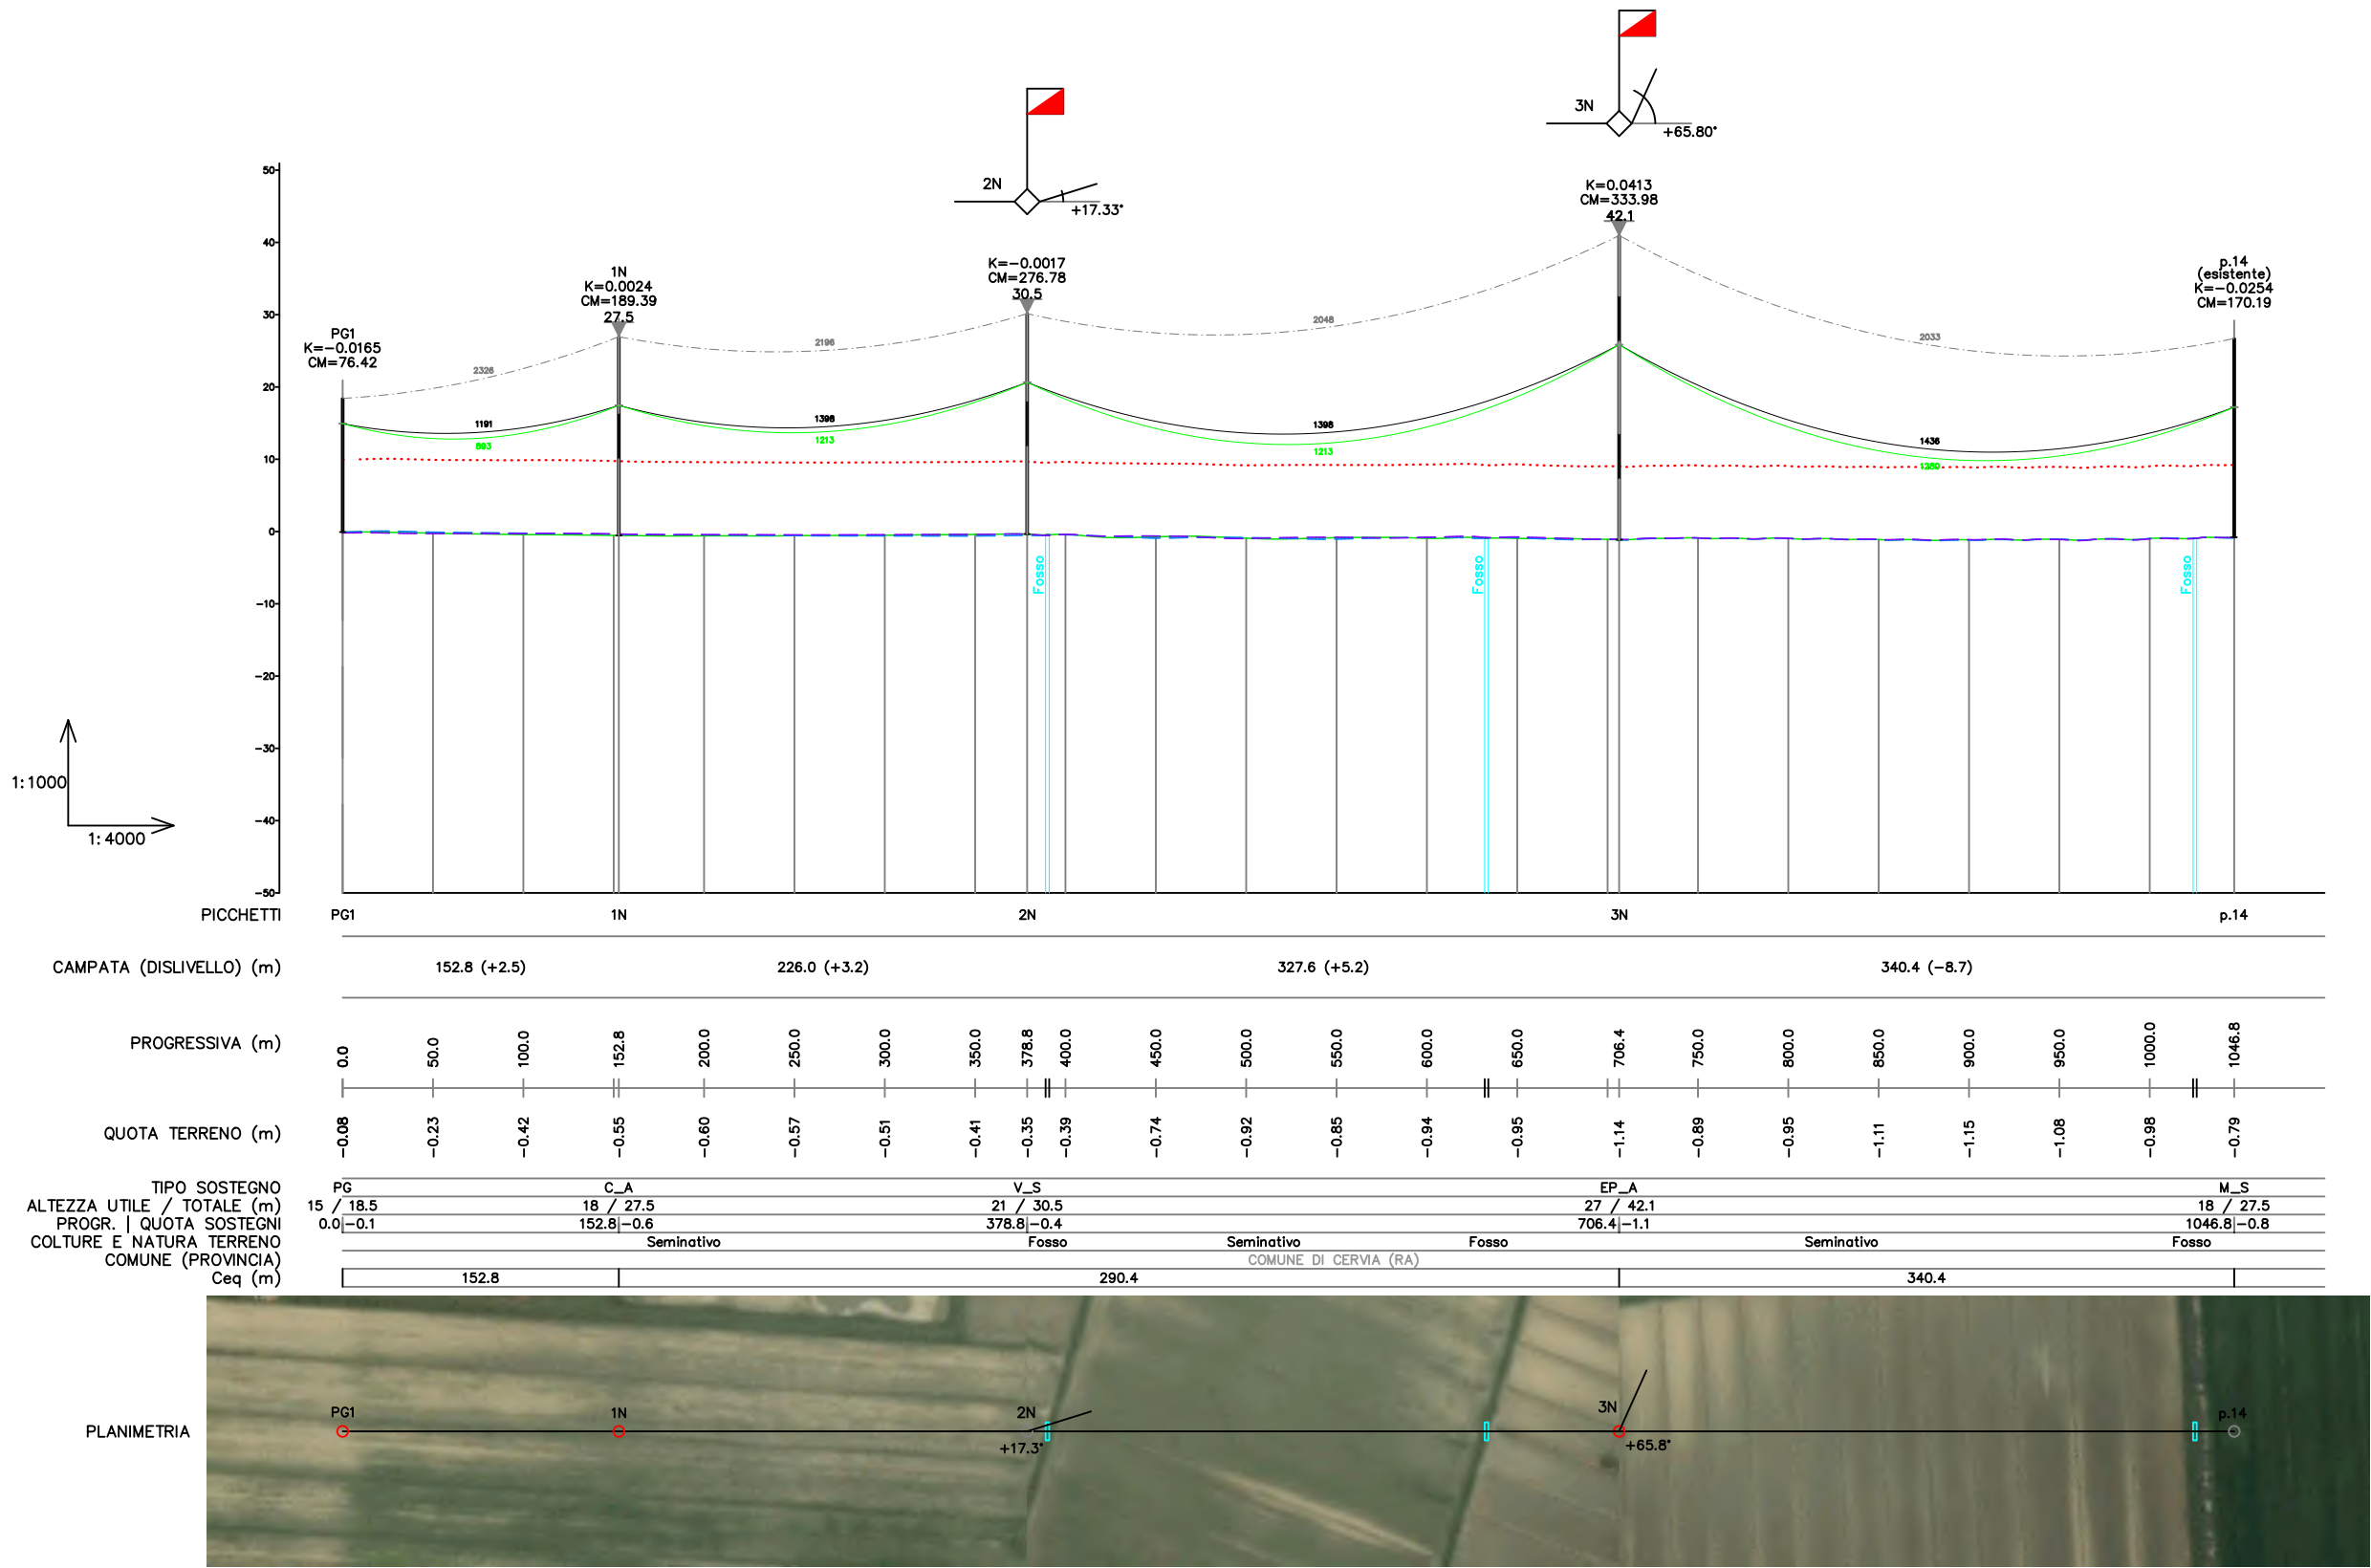 3N
+65.80°
2N
+17.33°
K=0.0413
CM=333.98
42.1
K=-0.0017
CM=276.78
30.5
1N
K=0.0024
CM=189.39
27.5
p.14
(esistente)
K=-0.0254
CM=170.19
PG1
K=-0.0165
CM=76.42
50
40
30
20
10
0
-10
-20
-30
-40
-50
2326
2196
2048
2033
1191
1398
1398
1436
893
1213
1213
1280
Fosso
Fosso
Fosso
1:1000
1:4000
PICCHETTI PG1 1N 2N 3N p.14
CAMPATA (DISLIVELLO) (m) 152.8 (+2.5) 226.0 (+3.2) 327.6 (+5.2) 340.4 (-8.7)
PROGRESSIVA (m) 0.0 50.0 100.0 152.8 200.0 250.0 300.0 350.0 378.8 400.0 450.0 500.0 550.0 600.0 650.0 706.4 750.0 800.0 850.0 900.0 950.0 1000.0 1046.8
QUOTA TERRENO (m) -0.08 -0.23 -0.42 -0.55 -0.60 -0.57 -0.51 -0.41 -0.35 -0.39 -0.74 -0.92 -0.85 -0.94 -0.95 -1.14 -0.89 -0.95 -1.11 -1.15 -1.08 -0.98 -0.79
TIPO SOSTEGNO PG C_A V_S EP_A M_S
ALTEZZA UTILE / TOTALE (m) 15 / 18.5 18 / 27.5 21 / 30.5 27 / 42.1 18 / 27.5
PROGR. | QUOTA SOSTEGNI 0.0|-0.1 152.8|-0.6 378.8|-0.4 706.4|-1.1 1046.8|-0.8
COLTURE E NATURA TERRENO Seminativo Fosso Seminativo Fosso Seminativo Fosso
COMUNE (PROVINCIA) COMUNE DI CERVIA (RA)
Ceq (m) 152.8 290.4 340.4
PLANIMETRIA
PG1
1N
2N
+17.3°
3N
+65.8°
p.14